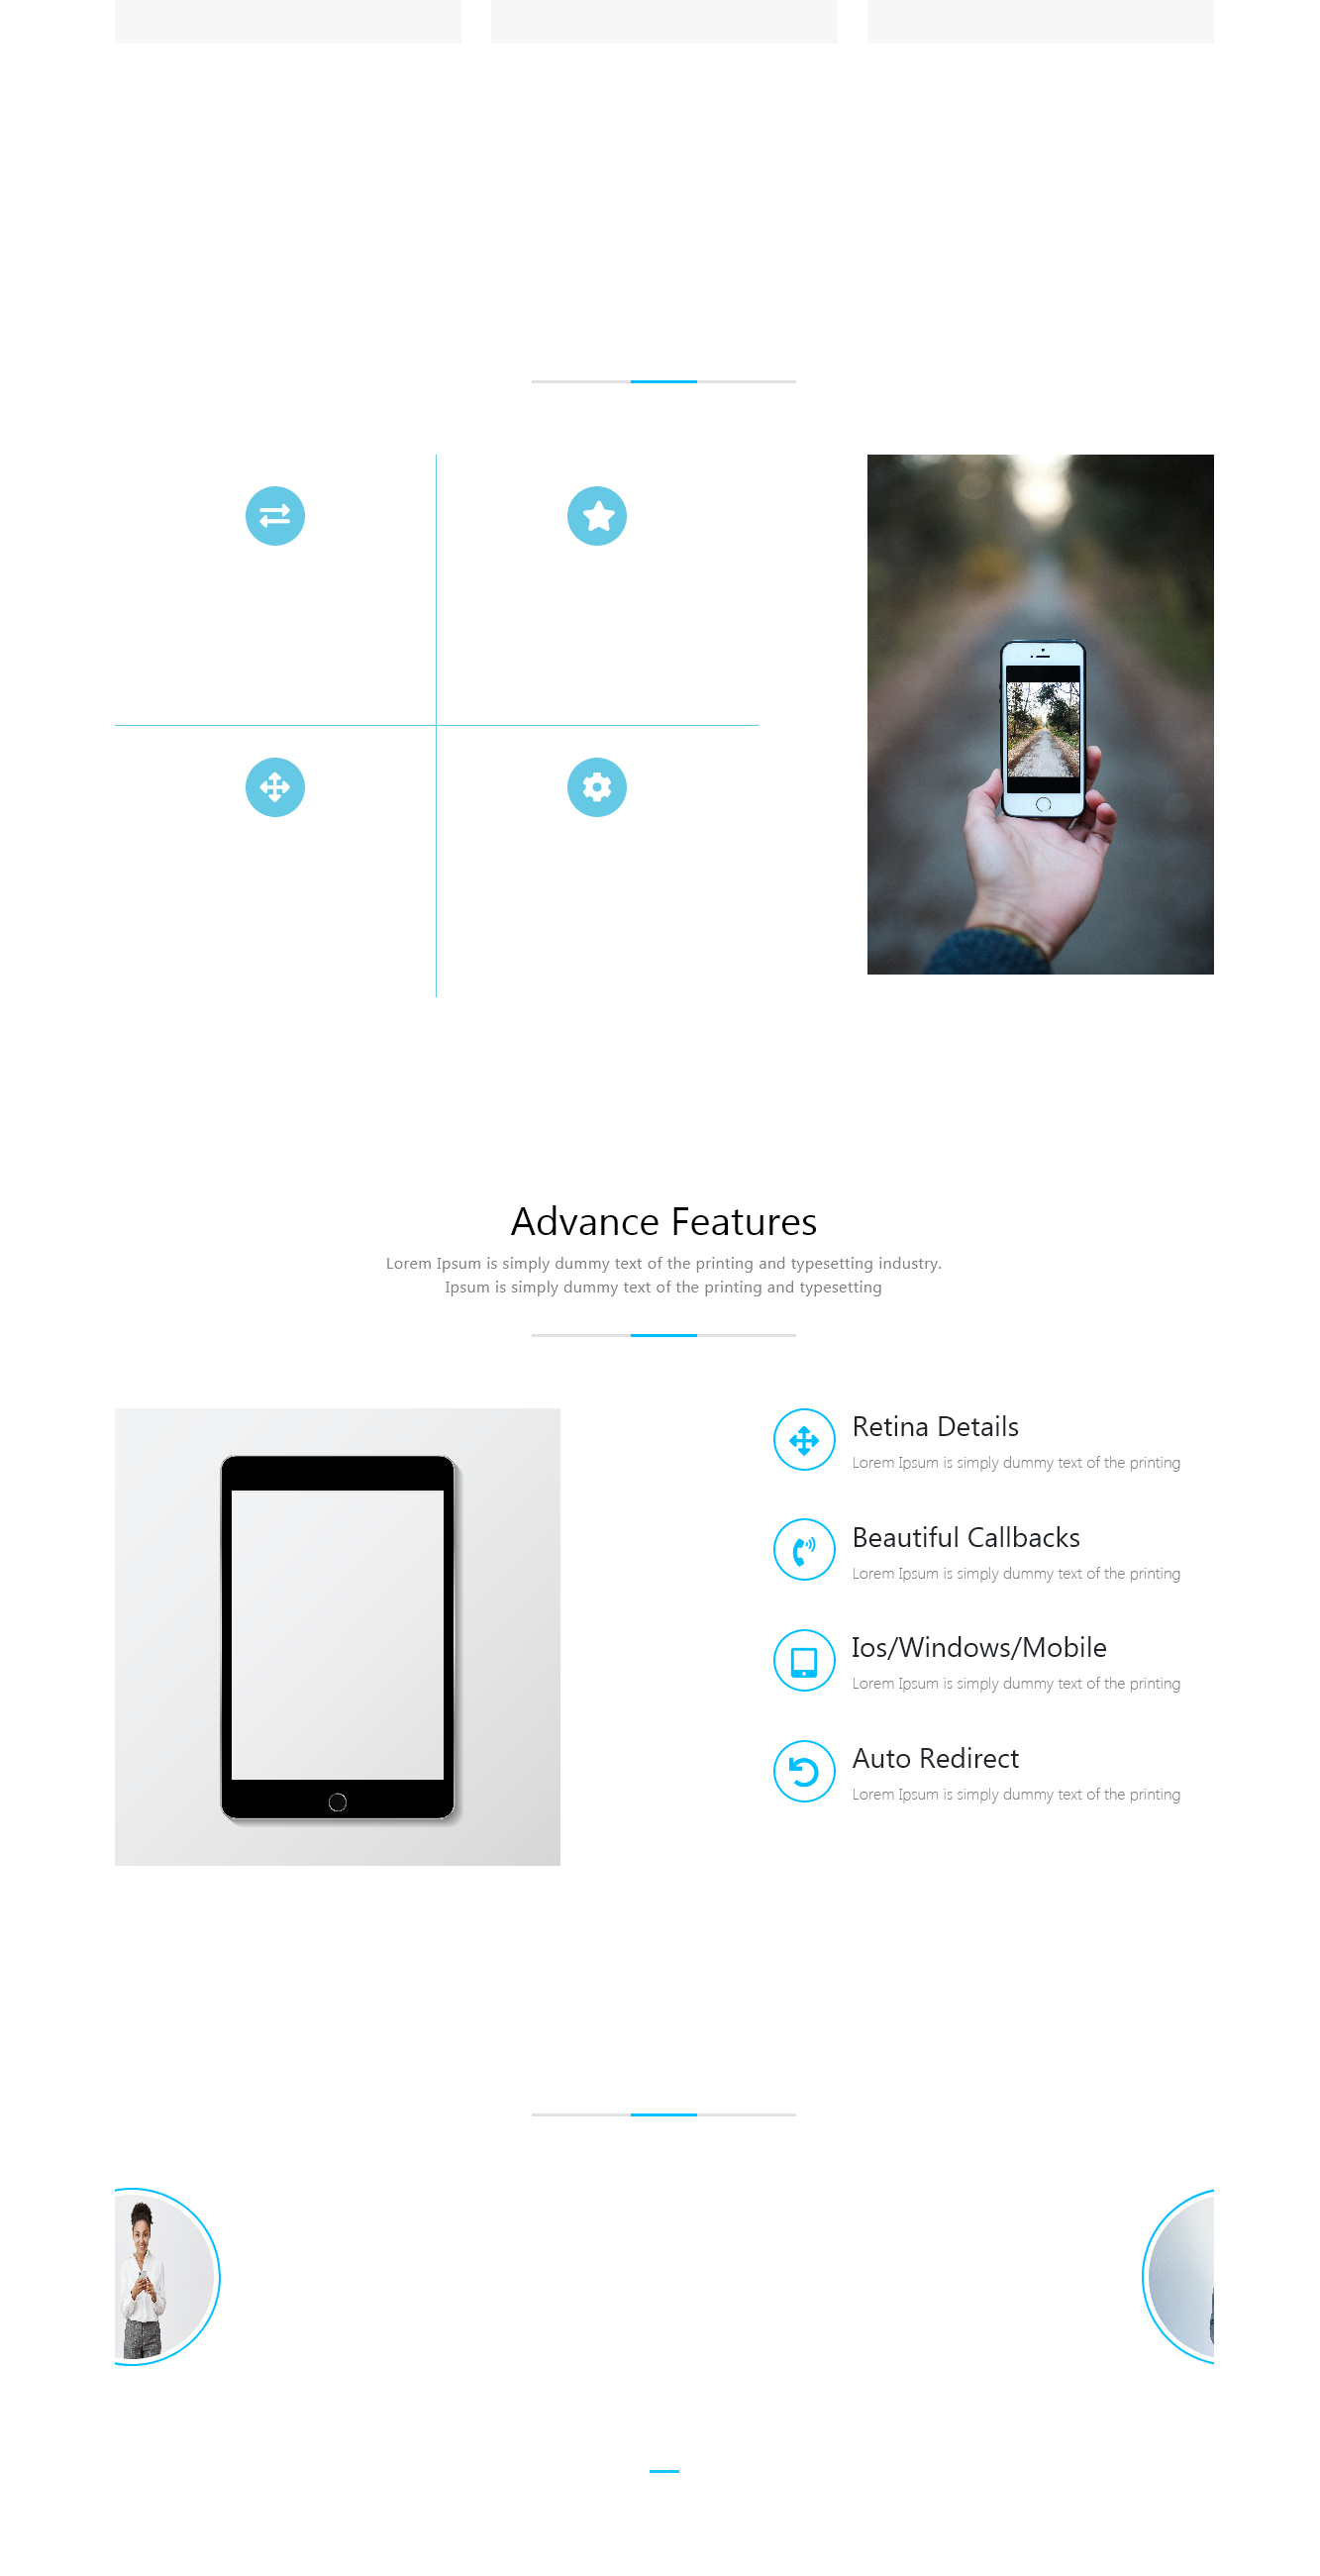 Advance Features
Lorem Ipsum is simply dummy text of the printing and typesetting industry.
Ipsum is simply dummy text of the printing and typesetting
Retina Details
Lorem Ipsum is simply dummy text of the printing
Beautiful Callbacks
Lorem Ipsum is simply dummy text of the printing
Ios/Windows/Mobile
Lorem Ipsum is simply dummy text of the printing
Auto Redirect
Lorem Ipsum is simply dummy text of the printing